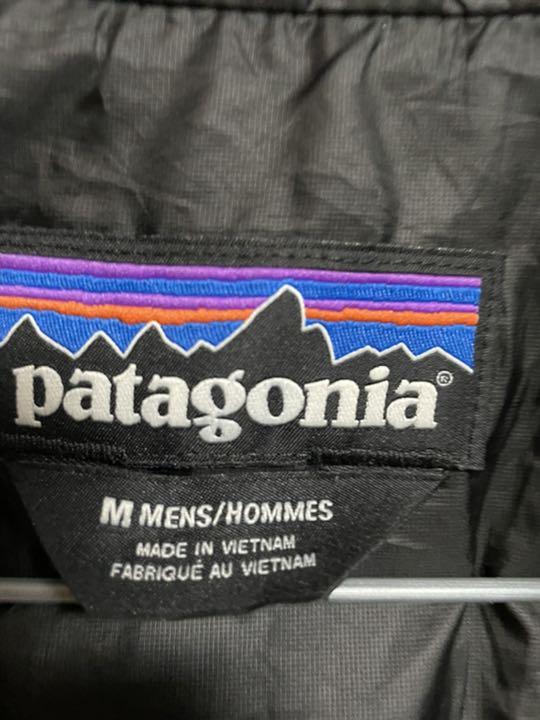 patagonia®
M MENS/HOMMES
MADE IN VIETNAM
FABRIQUÉ AU VIETNAM